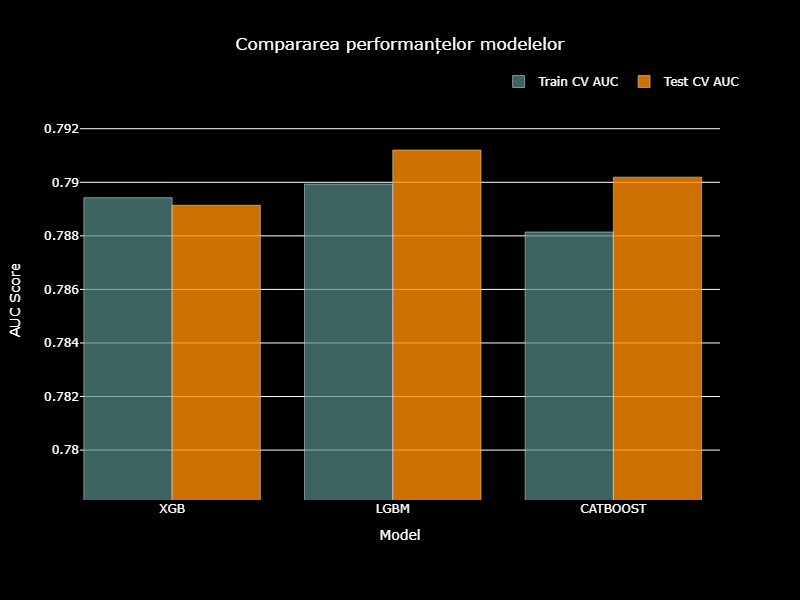 Compararea performanțelor modelelor
Train CV AUC
Test CV AUC
0.792
0.79
0.788
0.786
0.784
0.782
0.78
AUC Score
XGB
LGBM
CATBOOST
Model